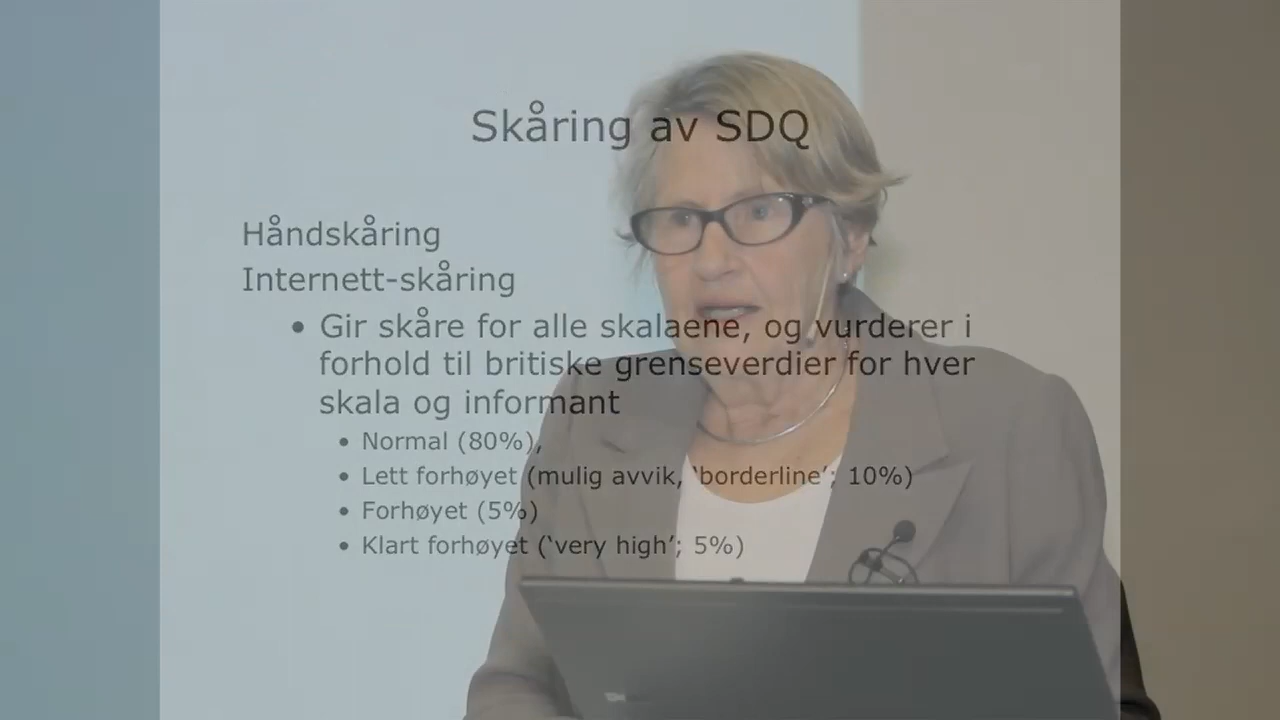 Skåring av SDQ
Håndskåring
Internett-skåring
• Gir skåre for alle skalaene, og vurderer i
forhold til britiske grenseverdier for hver
skala og informant
• Normal (80%),
• Lett forhøyet (mulig avvik, ‘borderline’; 10%)
• Forhøyet (5%)
• Klart forhøyet (‘very high’; 5%)